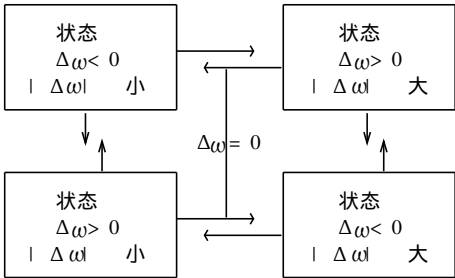 状态
Δω< 0
| Δω| 小
状态
Δω> 0
| Δω| 大
Δω= 0
状态
Δω> 0
| Δω| 小
状态
Δω< 0
| Δω| 大